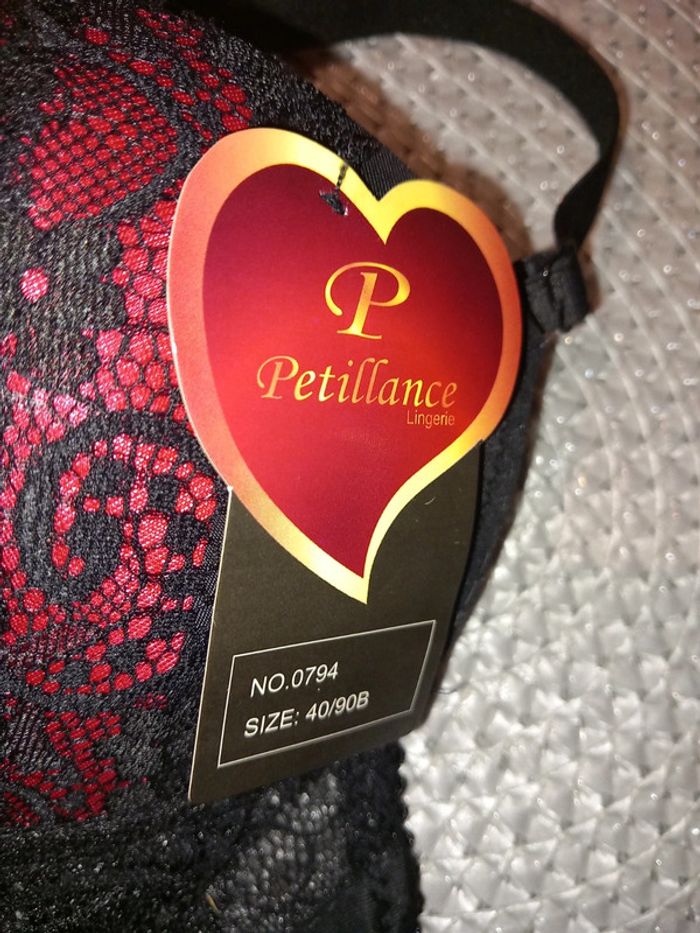 P
Petillance
Lingerie
NO.0794
SIZE: 40/90B